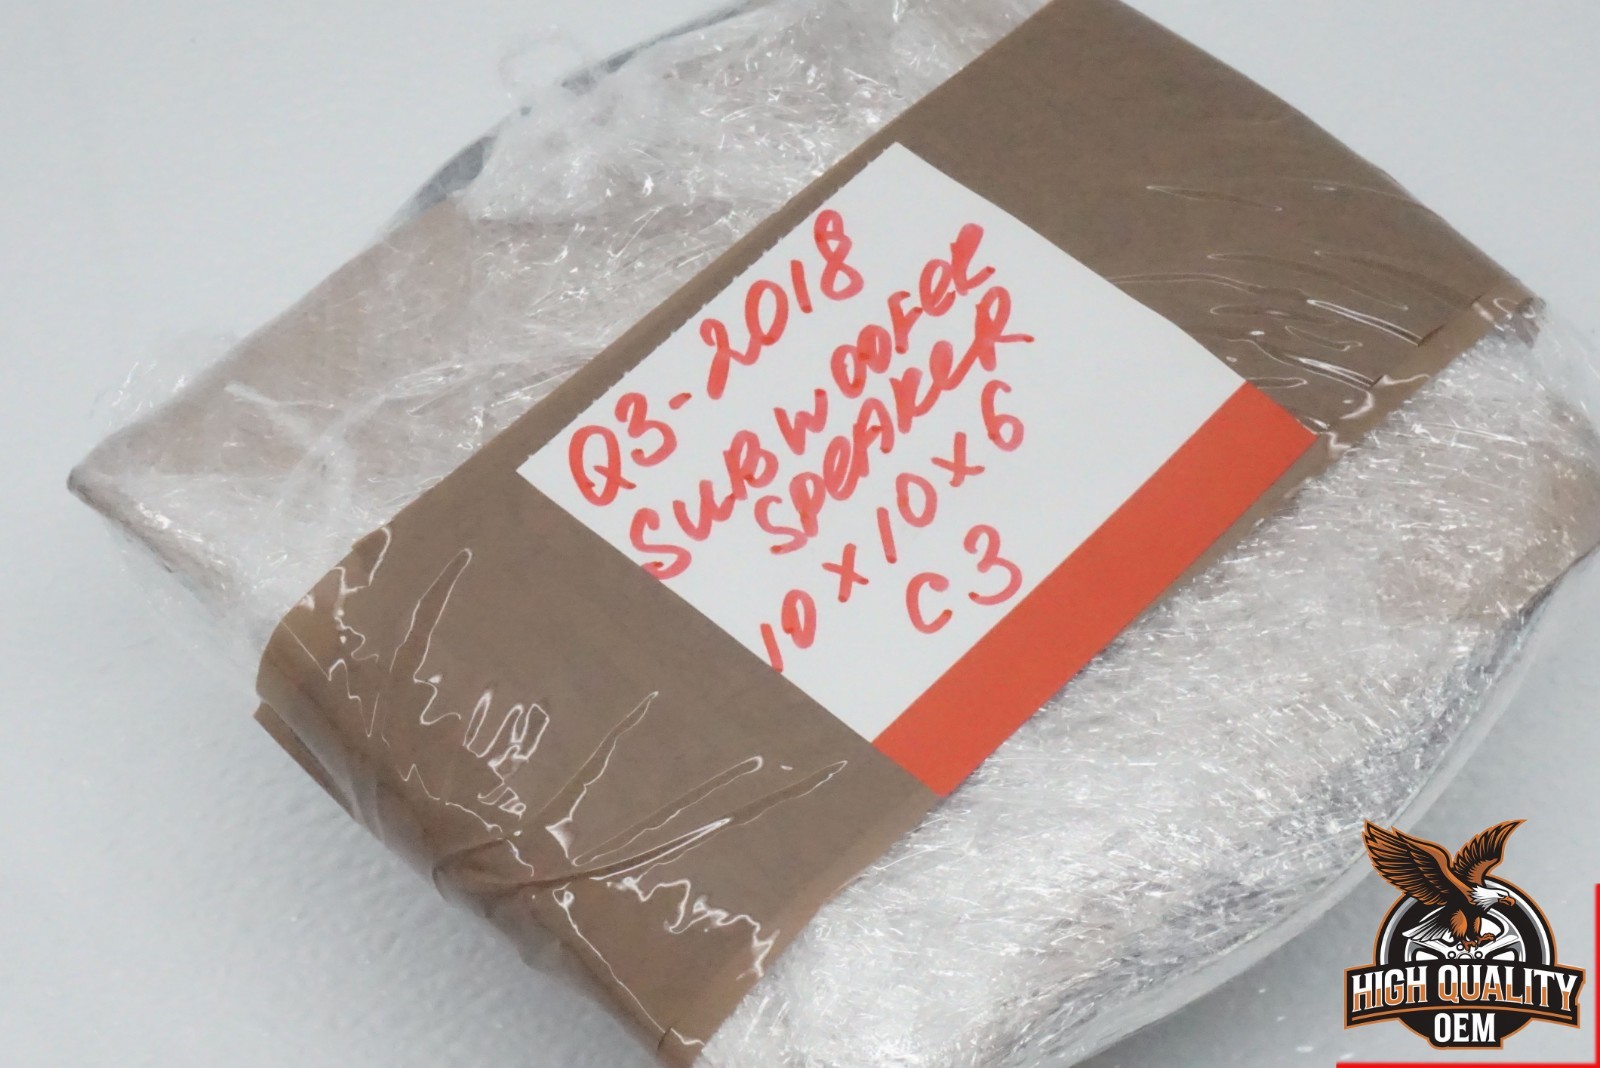 Q3-2018
SUBWOOFER
SPEAKER
10x10x6
C3
HIGH QUALITY
OEM